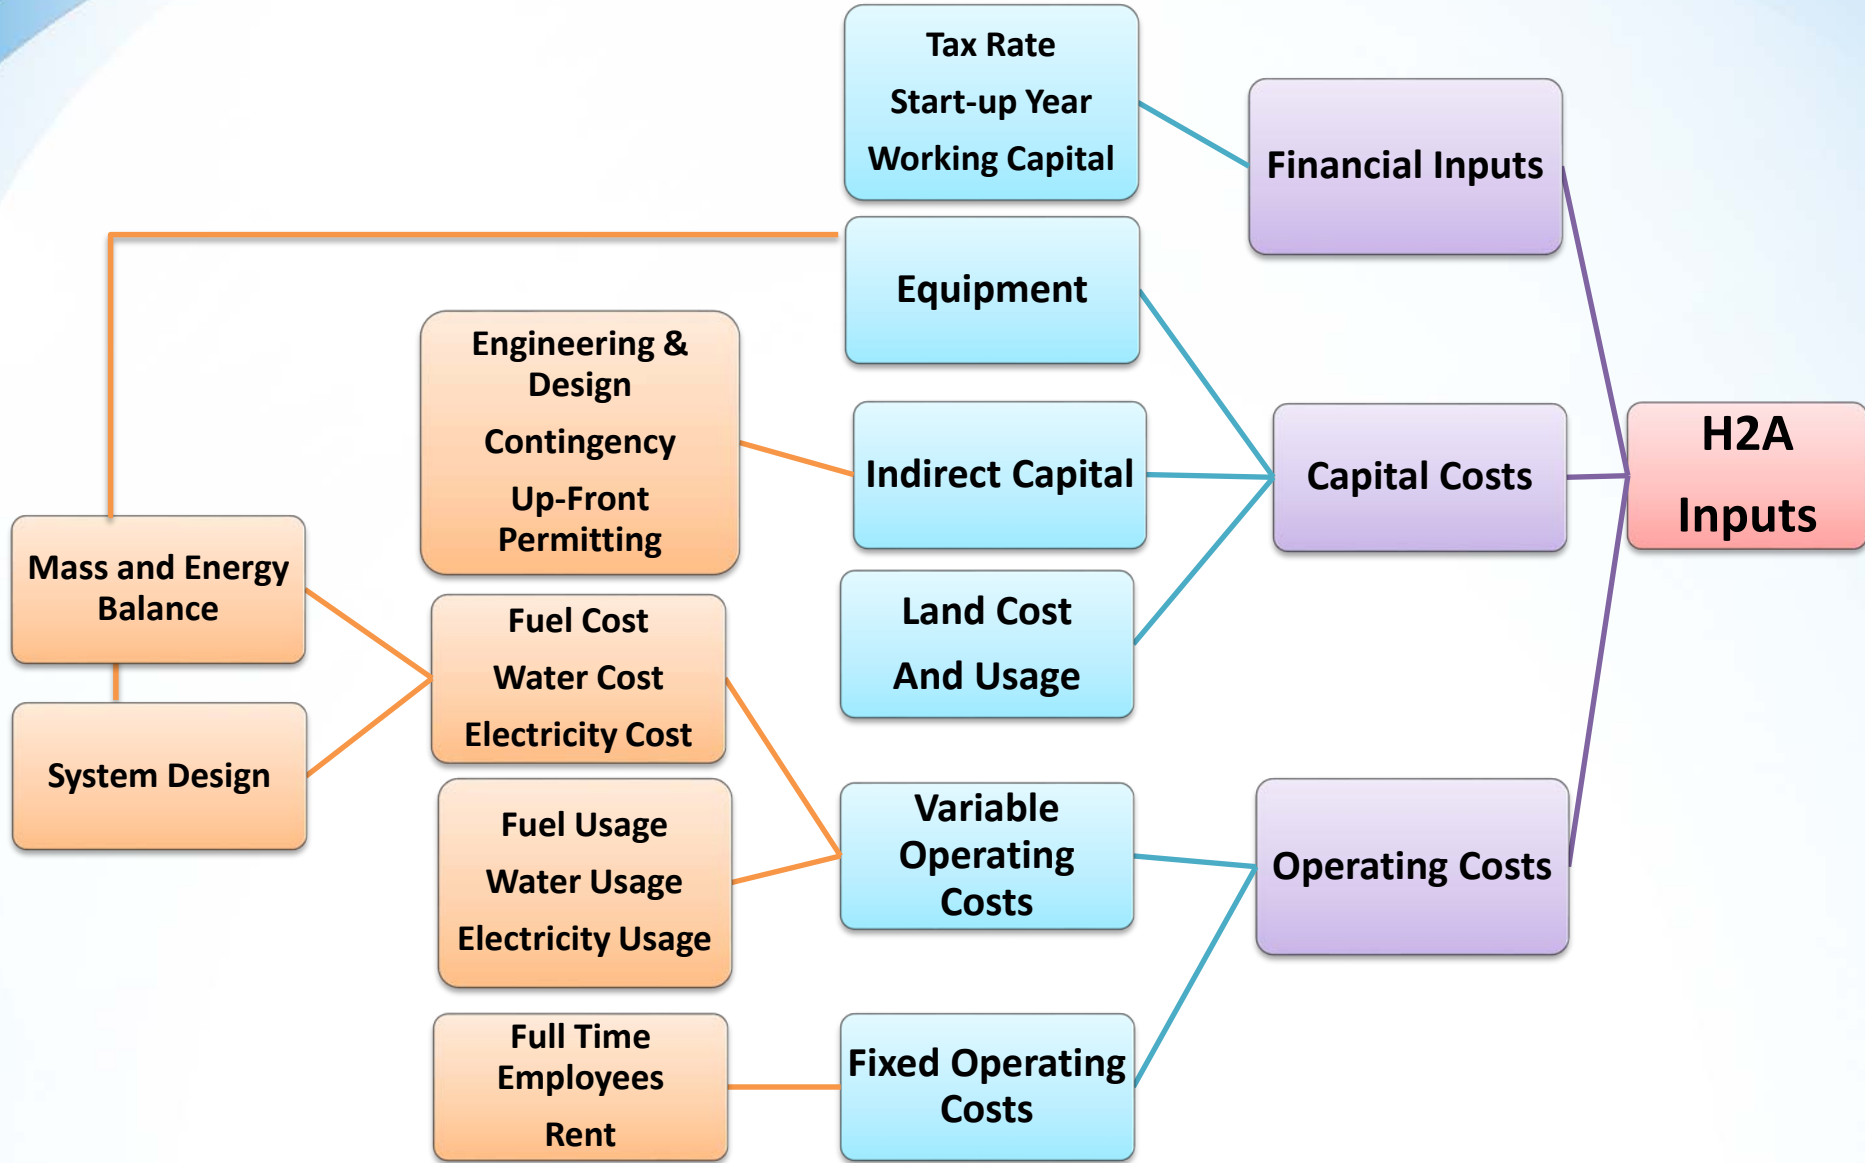 Tax Rate
Start-up Year
Working Capital
Financial Inputs
Equipment
Engineering &
Design
Contingency
Up-Front
Permitting
Indirect Capital
Capital Costs
H2A
Inputs
Mass and Energy
Balance
Fuel Cost
Water Cost
Electricity Cost
Land Cost
And Usage
System Design
Fuel Usage
Water Usage
Electricity Usage
Variable
Operating
Costs
Operating Costs
Full Time
Employees
Rent
Fixed Operating
Costs